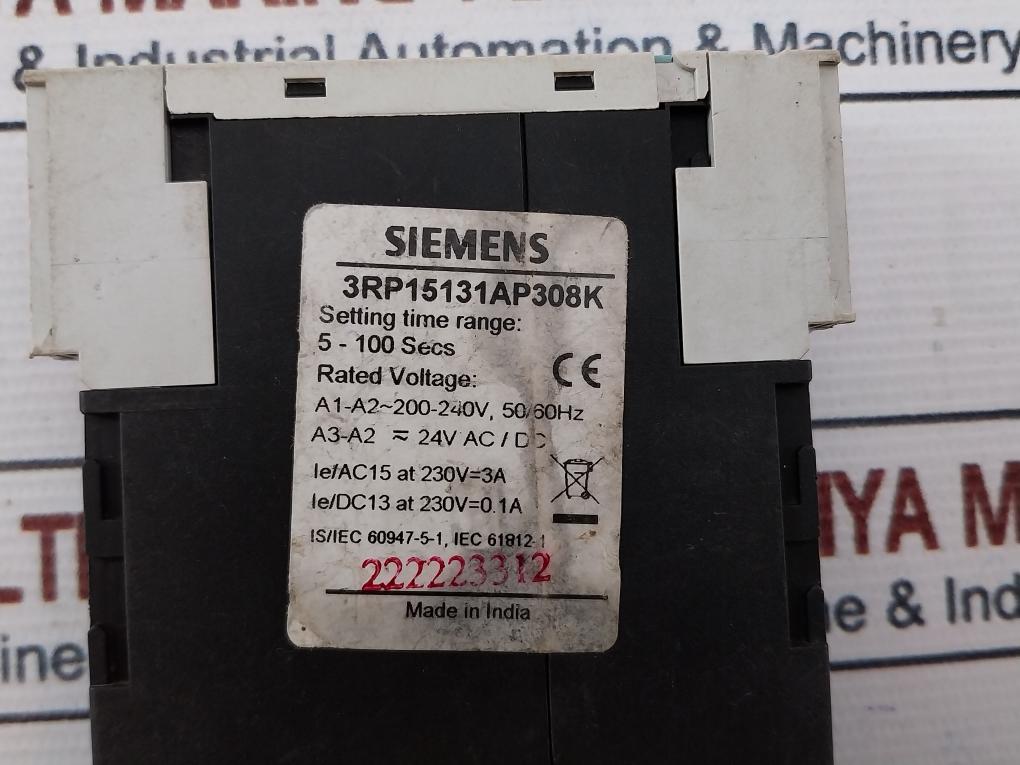 & Industrial Automation & Machinery
SIEMENS
3RP15131AP308K
Setting time range:
5 - 100 Secs
Rated Voltage:
CE
A1-A2~200-240V, 50/60Hz
A3-A2 ≂ 24V AC / DC
Ie/AC15 at 230V=3A
Ie/DC13 at 230V=0.1A
IS/IEC 60947-5-1, IEC 61812-1
222223312
Made in India
& Ind